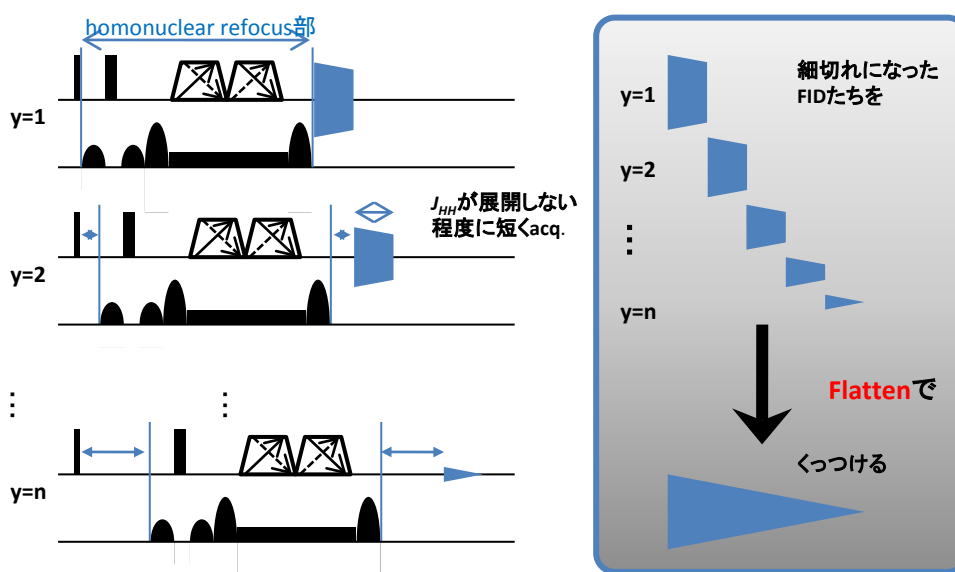 homonuclear refocus部
y=1
J_HHが展開しない
程度に短くacq.
y=2
⋮
⋮
y=n
細切れになった
FIDたちを
y=1
y=2
⋮
y=n
Flattenで
くっつける